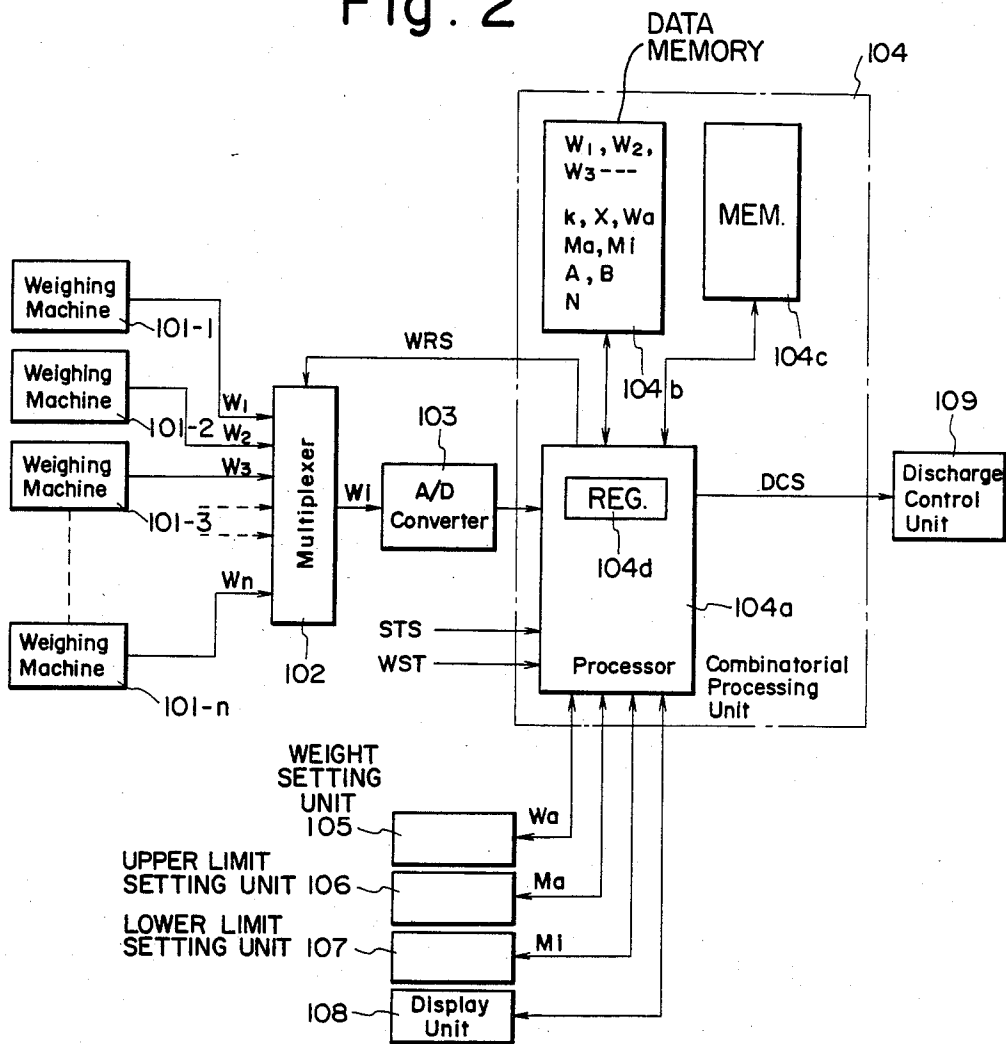 Fig. 2
DATA
MEMORY
104
W1, W2,
W3---
k, X, Wa
Ma, Mi
A, B
N
MEM.
104b
104c
Weighing
Machine
101-1
Weighing
Machine
101-2
Weighing
Machine
101-3
Weighing
Machine
101-n
W1
W2
W3
Wn
WRS
Multiplexer
102
Wi
103
A/D
Converter
REG.
104d
104a
STS
WST
Processor
Combinatorial
Processing
Unit
DCS
109
Discharge
Control
Unit
WEIGHT
SETTING
UNIT
105
Wa
UPPER LIMIT
SETTING UNIT 106
Ma
LOWER LIMIT
SETTING UNIT 107
Mi
108
Display
Unit